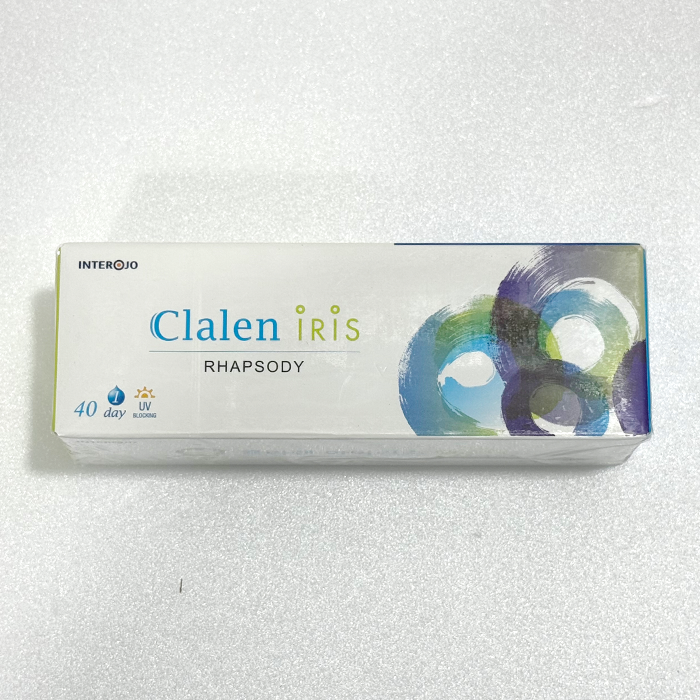 INTEROJO
Clalen iRiS
RHAPSODY
40 1 day
UV
BLOCKING